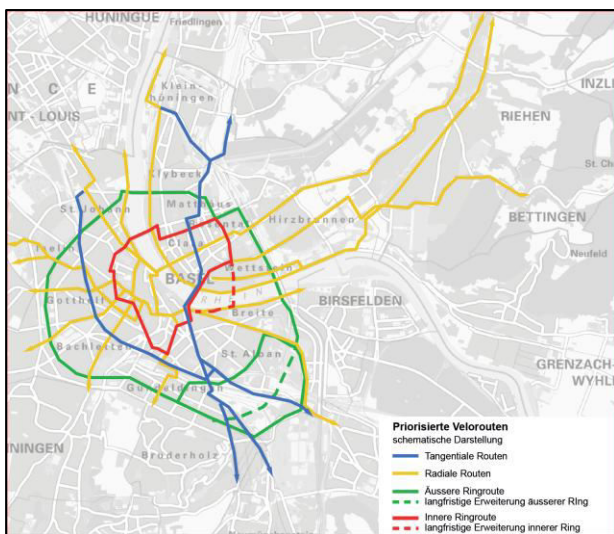 HUNINGUE
Friedlingen
Klein-
hüningen
N C E
NT - LOUIS
INZLI
RIEHEN
St. Ch
Klybeck
Matthäus
St. Johann
Rosental
Hirzbrunnen
BETTINGEN
Iselin
Clara
Wettstein
Neufeld
BASEL
RHEIN
BIRSFELDEN
Gotthelf
Breite
Bachletten
St. Alban
GRENZACH-
WYHLE
Gundeldingen
Bruderholz
NINGEN
Priorisierte Velorouten
schematische Darstellung
Tangentiale Routen
Radiale Routen
Äussere Ringroute
langfristige Erweiterung äusserer RIng
Innere Ringroute
langfristige Erweiterung innerer Ring